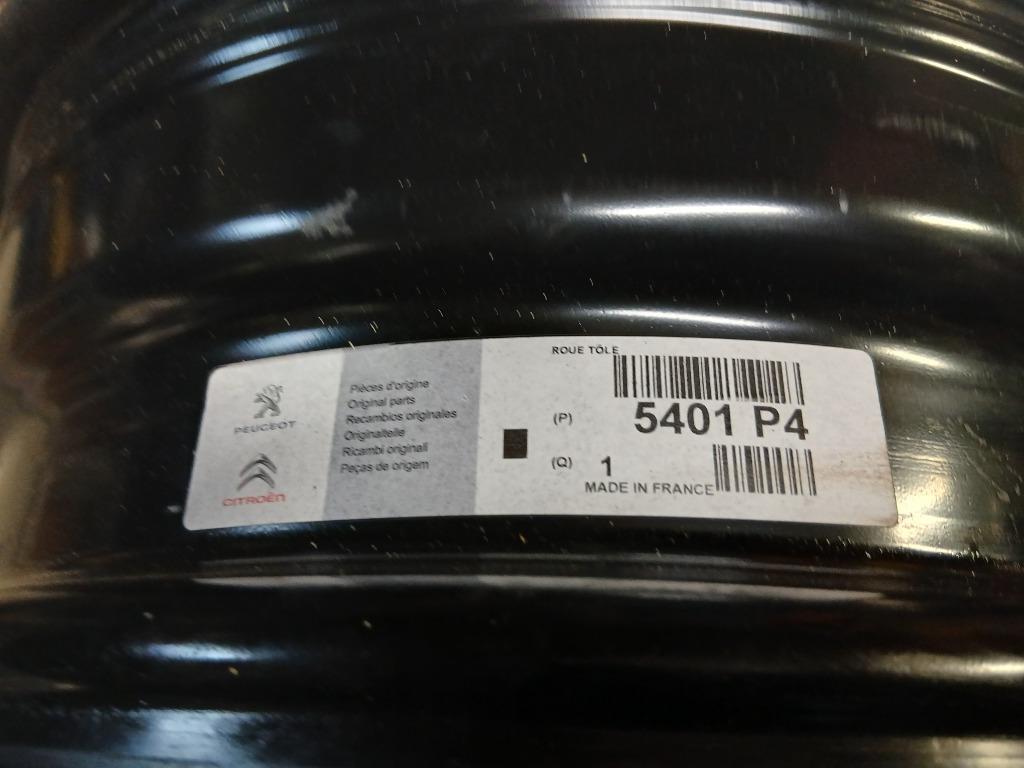 PEUGEOT
CITROËN
Pièces d'origine
Original parts
Recambios originales
Originalteile
Ricambi originali
Peças de origem
ROUE TÔLE
(P) 5401 P4
(Q) 1
MADE IN FRANCE